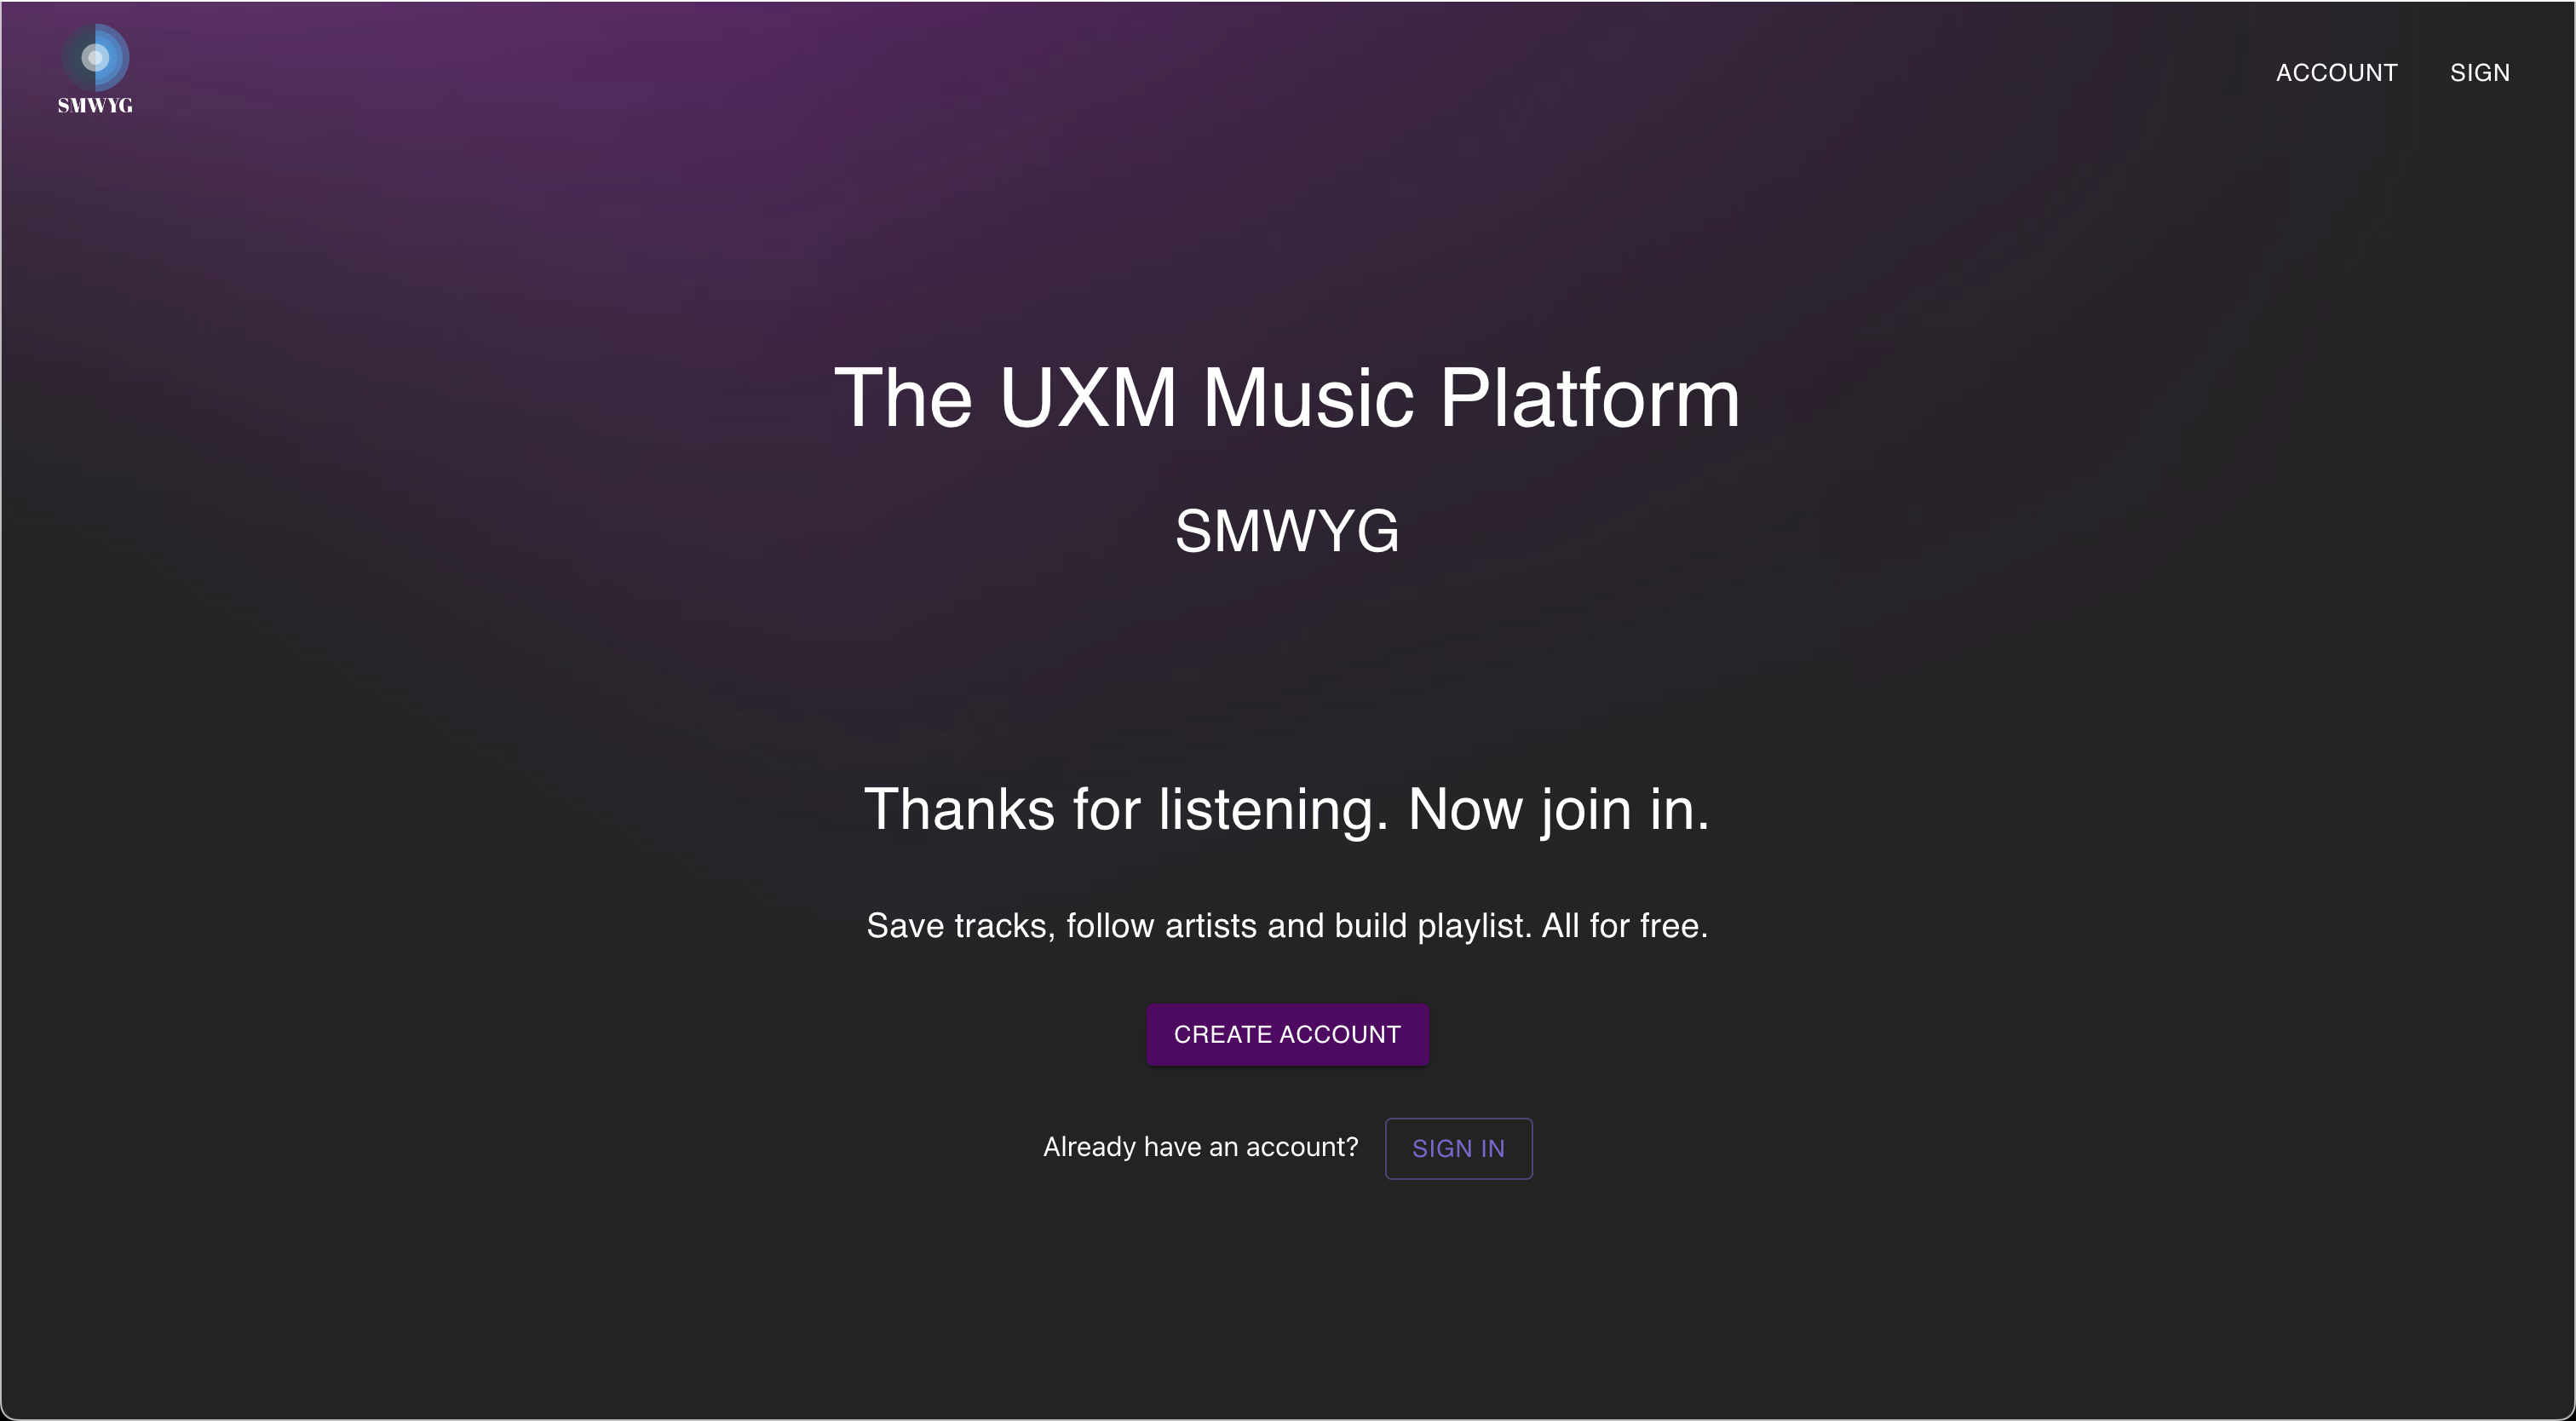 SMWYG
ACCOUNT SIGN
The UXM Music Platform
SMWYG
Thanks for listening. Now join in.
Save tracks, follow artists and build playlist. All for free.
CREATE ACCOUNT
Already have an account? SIGN IN